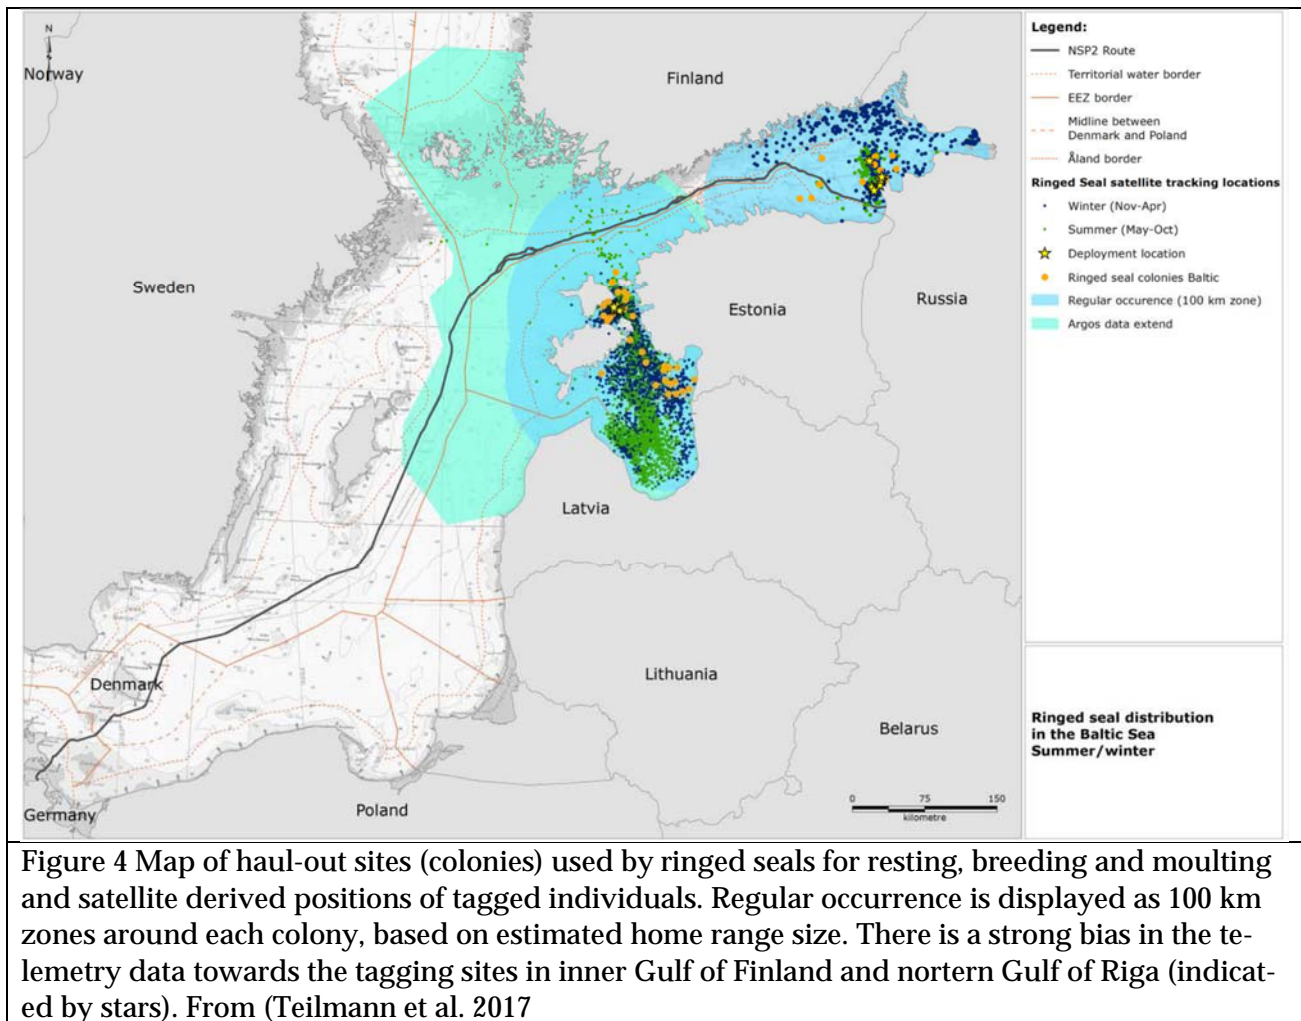 N
Norway
Finland
Sweden
Estonia
Russia
Latvia
Lithuania
Belarus
Denmark
Germany
Poland
0 75 150
kilometre
Legend:
NSP2 Route
Territorial water border
EEZ border
Midline between
Denmark and Poland
Åland border
Ringed Seal satellite tracking locations
Winter (Nov-Apr)
Summer (May-Oct)
Deployment location
Ringed seal colonies Baltic
Regular occurence (100 km zone)
Argos data extend
Ringed seal distribution
in the Baltic Sea
Summer/winter
Figure 4 Map of haul-out sites (colonies) used by ringed seals for resting, breeding and moulting
and satellite derived positions of tagged individuals. Regular occurrence is displayed as 100 km
zones around each colony, based on estimated home range size. There is a strong bias in the te-
lemetry data towards the tagging sites in inner Gulf of Finland and nortern Gulf of Riga (indicat-
ed by stars). From (Teilmann et al. 2017